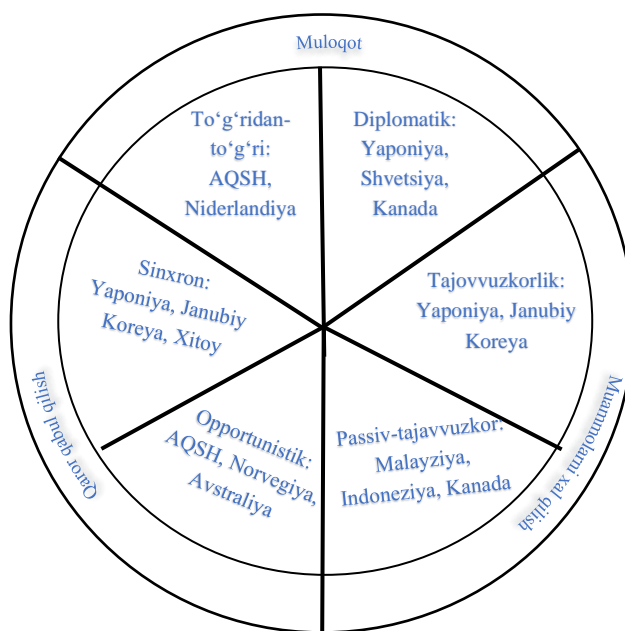 Muloqot
To‘g‘ridan-
to‘g‘ri:
AQSH,
Niderlandiya
Diplomatik:
Yaponiya,
Shvetsiya,
Kanada
Sinxron:
Yaponiya, Janubiy
Koreya, Xitoy
Tajovvuzkorlik:
Yaponiya, Janubiy
Koreya
Opportunistik:
AQSH, Norvegiya,
Avstraliya
Passiv-tajavvuzkor:
Malayziya,
Indoneziya, Kanada
Qaror qabul qilish
Muammolarni xal qilish